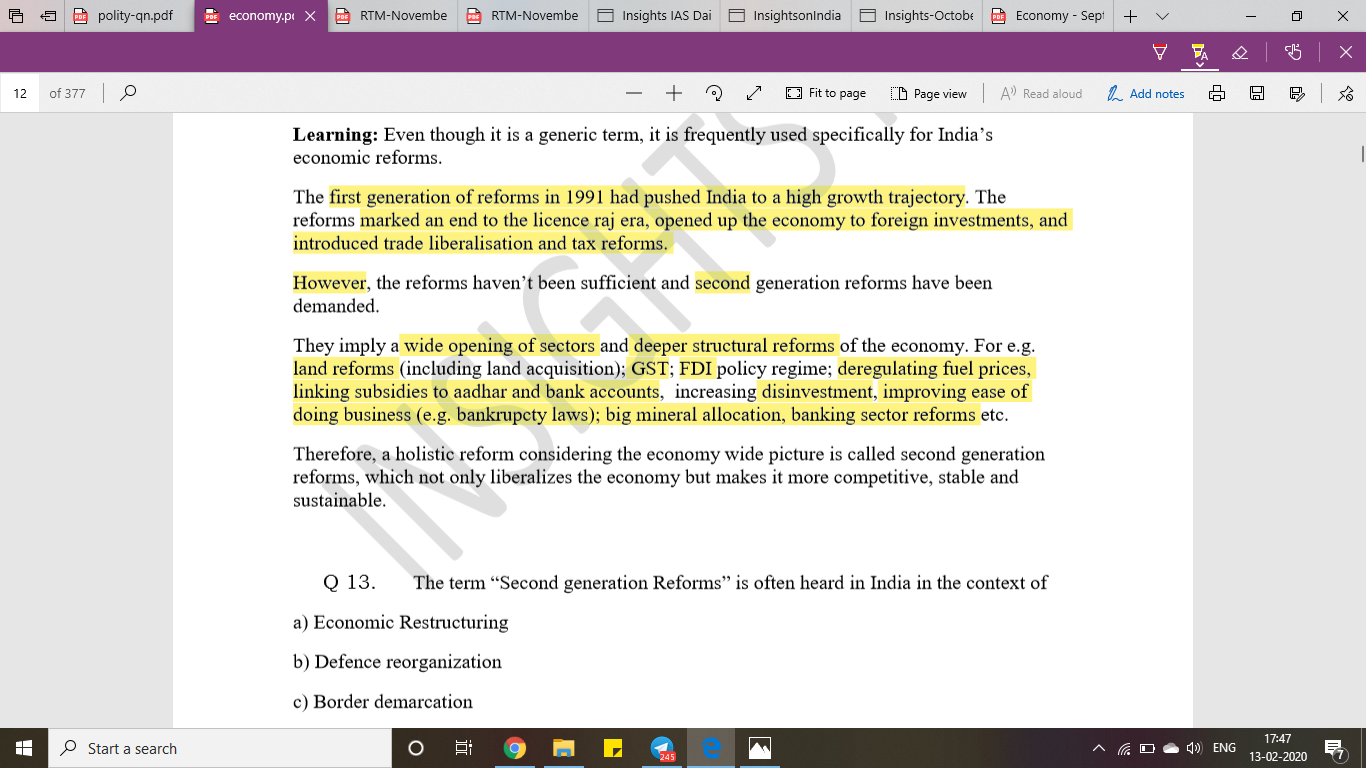 polity-qn.pdf
economy.pd
RTM-Novembe
RTM-Novembe
Insights IAS Dai
InsightsonIndia
Insights-Octobe
Economy - Sept
12 of 377
Fit to page
Page view
Read aloud
Add notes
Learning: Even though it is a generic term, it is frequently used specifically for India’s
economic reforms.
The first generation of reforms in 1991 had pushed India to a high growth trajectory. The
reforms marked an end to the licence raj era, opened up the economy to foreign investments, and
introduced trade liberalisation and tax reforms.
However, the reforms haven’t been sufficient and second generation reforms have been
demanded.
They imply a wide opening of sectors and deeper structural reforms of the economy. For e.g.
land reforms (including land acquisition); GST; FDI policy regime; deregulating fuel prices,
linking subsidies to aadhar and bank accounts, increasing disinvestment, improving ease of
doing business (e.g. bankrupcty laws); big mineral allocation, banking sector reforms etc.
Therefore, a holistic reform considering the economy wide picture is called second generation
reforms, which not only liberalizes the economy but makes it more competitive, stable and
sustainable.
INSIGHTS
Q 13. The term “Second generation Reforms” is often heard in India in the context of
a) Economic Restructuring
b) Defence reorganization
c) Border demarcation
Start a search
245
ENG
17:47
13-02-2020
7